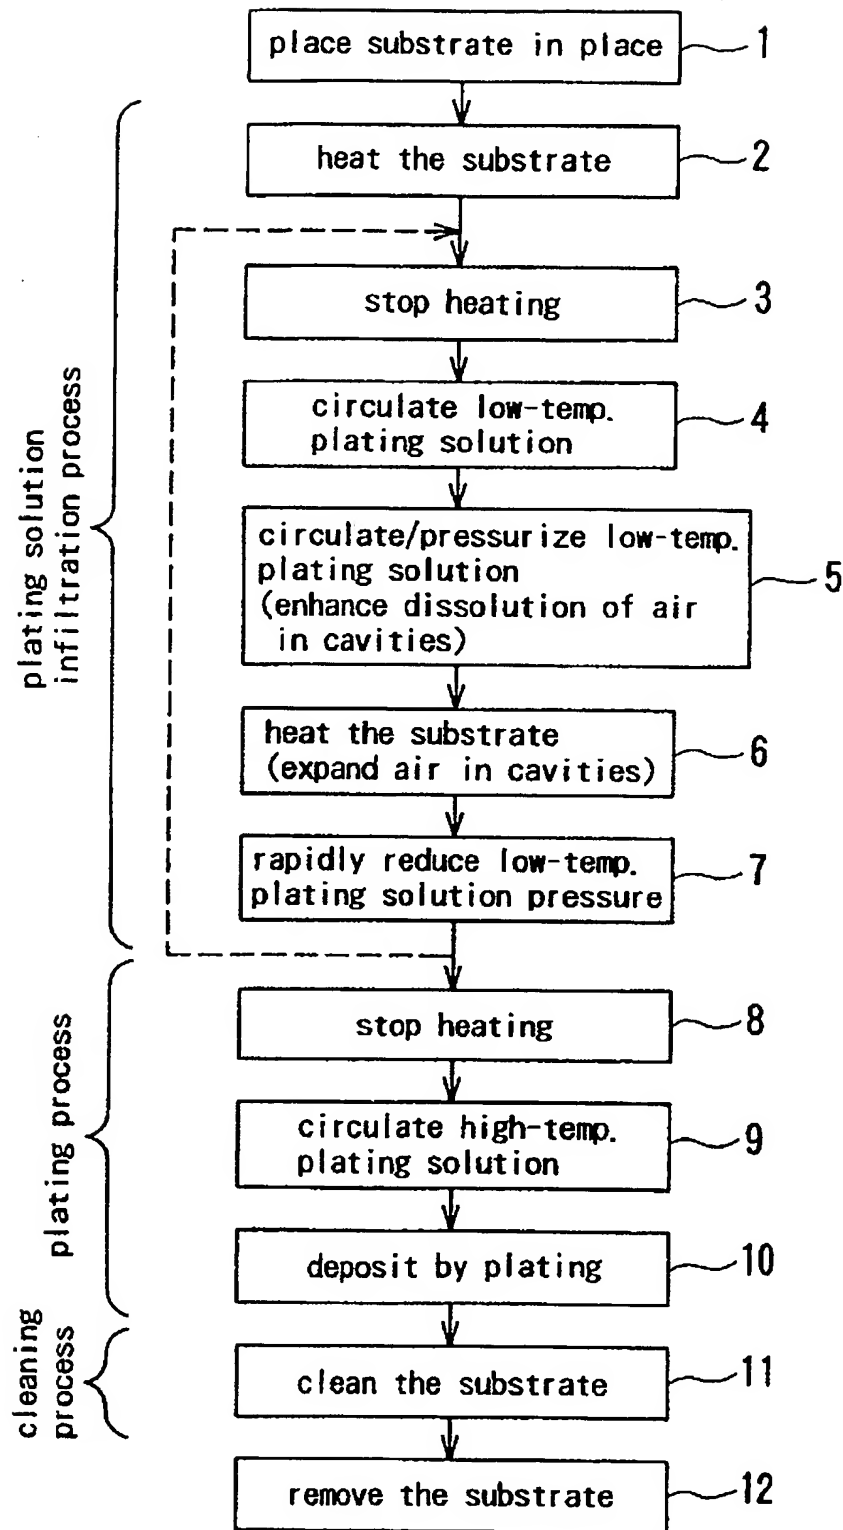 place substrate in place
1
heat the substrate
2
stop heating
3
circulate low-temp.
plating solution
4
circulate/pressurize low-temp.
plating solution
(enhance dissolution of air
in cavities)
5
heat the substrate
(expand air in cavities)
6
rapidly reduce low-temp.
plating solution pressure
7
plating solution
infiltration process
stop heating
8
circulate high-temp.
plating solution
9
deposit by plating
10
plating process
clean the substrate
11
cleaning
process
remove the substrate
12